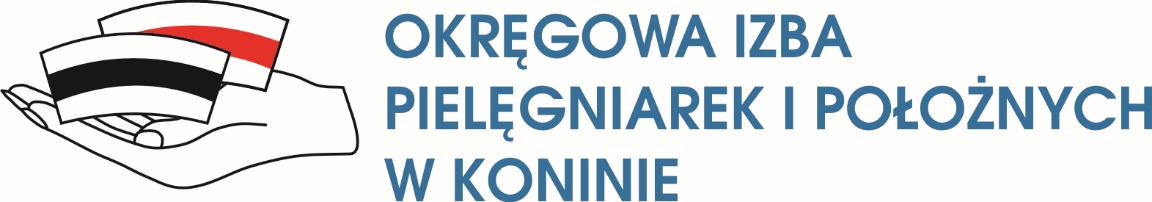 OKRĘGOWA IZBA
PIELĘGNIAREK I POŁOŻNYCH
W KONINIE